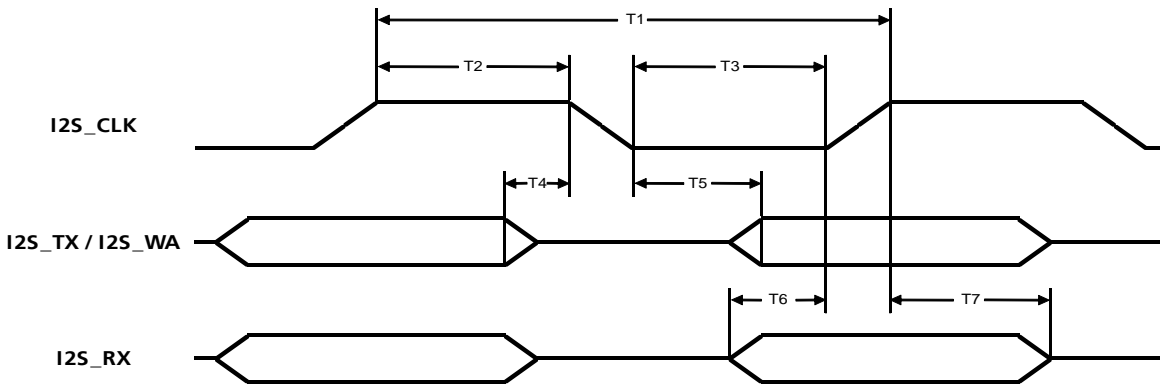 T1
T2
T3
I2S_CLK
T4
T5
I2S_TX / I2S_WA
T6
T7
I2S_RX